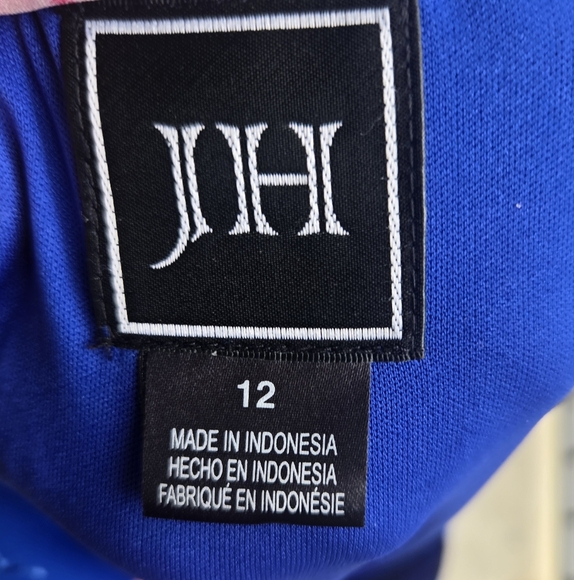 JH
12
MADE IN INDONESIA
HECHO EN INDONESIA
FABRIQUÉ EN INDONÉSIE